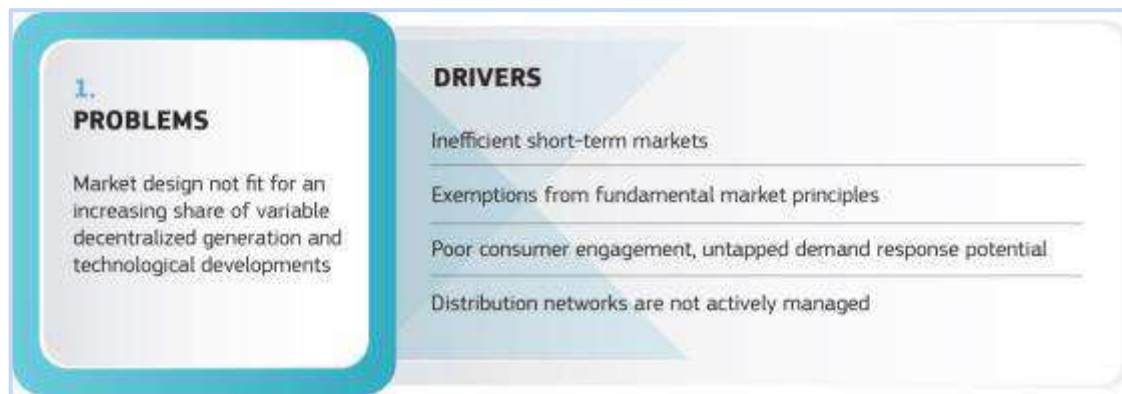 1.
PROBLEMS
Market design not fit for an
increasing share of variable
decentralized generation and
technological developments
DRIVERS
Inefficient short-term markets
Exemptions from fundamental market principles
Poor consumer engagement, untapped demand response potential
Distribution networks are not actively managed